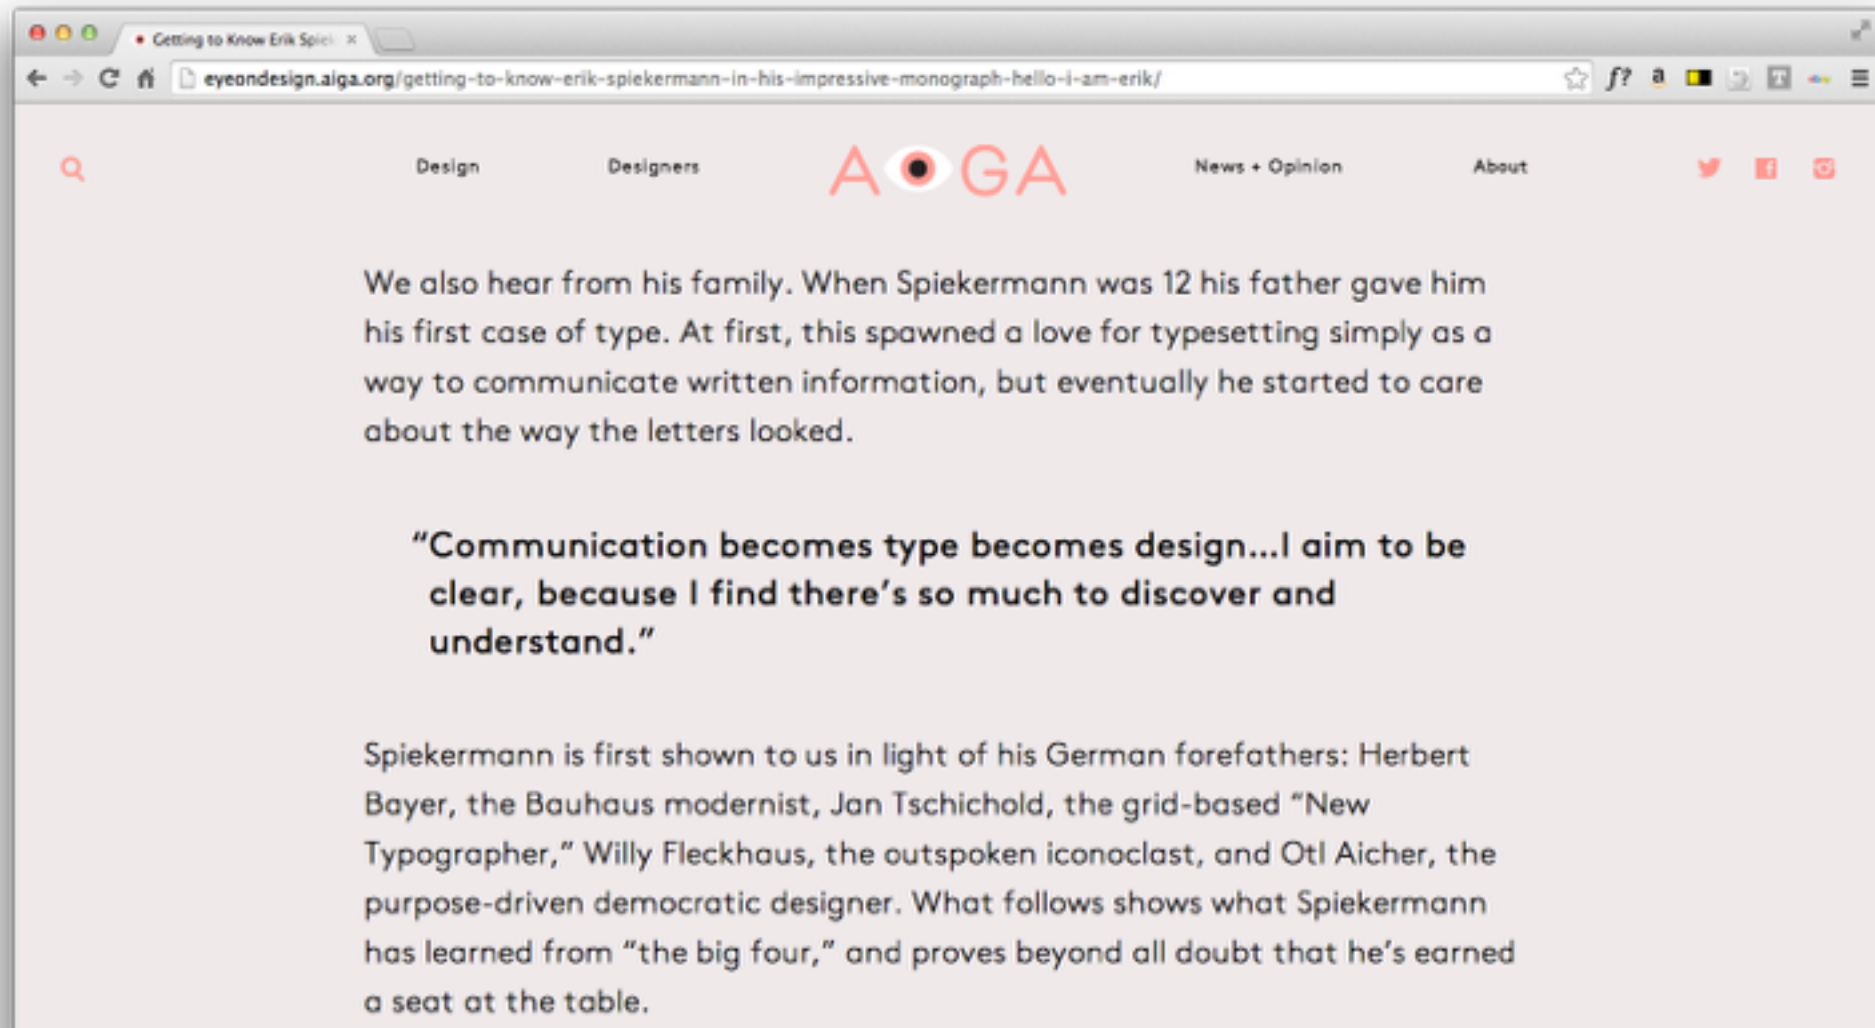 Getting to Know Erik Spiek
eyeondesign.aiga.org/getting-to-know-erik-spiekermann-in-his-impressive-monograph-hello-i-am-erik/
f? a
Design Designers A GA News + Opinion About
We also hear from his family. When Spiekermann was 12 his father gave him
his first case of type. At first, this spawned a love for typesetting simply as a
way to communicate written information, but eventually he started to care
about the way the letters looked.
“Communication becomes type becomes design...I aim to be
clear, because I find there’s so much to discover and
understand.”
Spiekermann is first shown to us in light of his German forefathers: Herbert
Bayer, the Bauhaus modernist, Jan Tschichold, the grid-based “New
Typographer,” Willy Fleckhaus, the outspoken iconoclast, and Otl Aicher, the
purpose-driven democratic designer. What follows shows what Spiekermann
has learned from “the big four,” and proves beyond all doubt that he’s earned
a seat at the table.